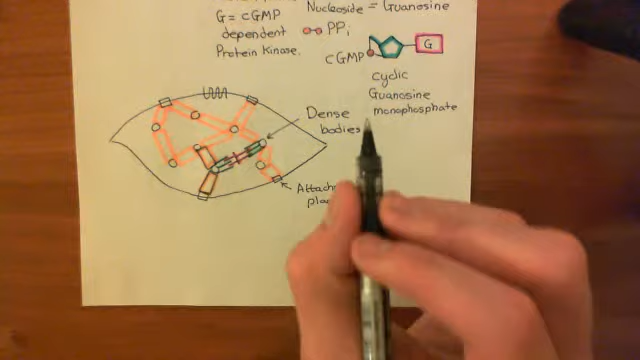 G = cGMP
dependent
Protein Kinase.
Nucleoside = Guanosine
PPi
cGMP
G
cyclic
Guanosine
monophosphate
Dense
bodies